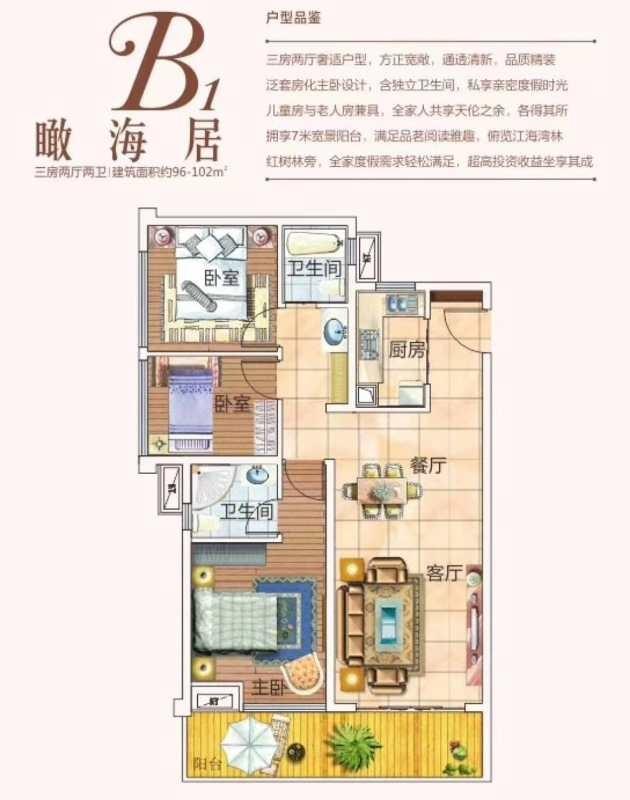 B1
瞰海居
三房两厅两卫|建筑面积约96-102m²
户型品鉴
三房两厅奢适户型，方正宽敞，通透清新，品质精装
泛套房化主卧设计，含独立卫生间，私享亲密度假时光
儿童房与老人房兼具，全家人共享天伦之余，各得其所
拥享7米宽景阳台，满足品茗阅读雅趣，俯览江海湾林
红树林旁，全家度假需求轻松满足，超高投资收益坐享其成
卧室
卫生间
厨房
卧室
餐厅
卫生间
客厅
主卧
阳台